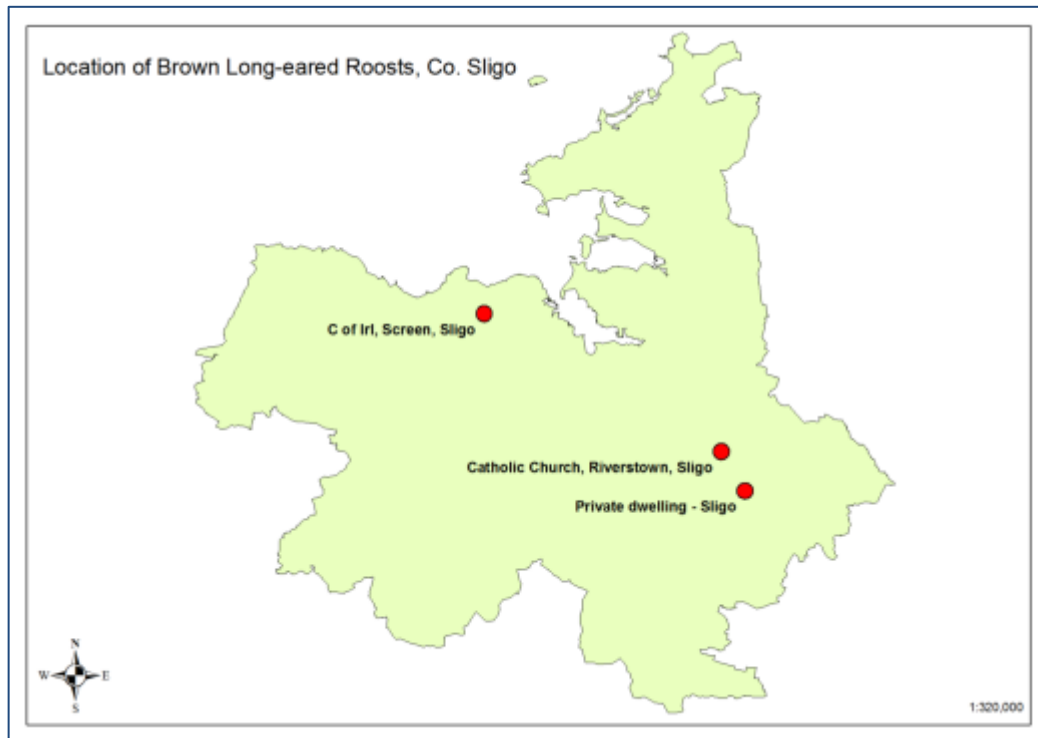 Location of Brown Long-eared Roosts, Co. Sligo
C of Irl, Screen, Sligo
Catholic Church, Riverstown, Sligo
Private dwelling - Sligo
N
W E
S
1:320,000